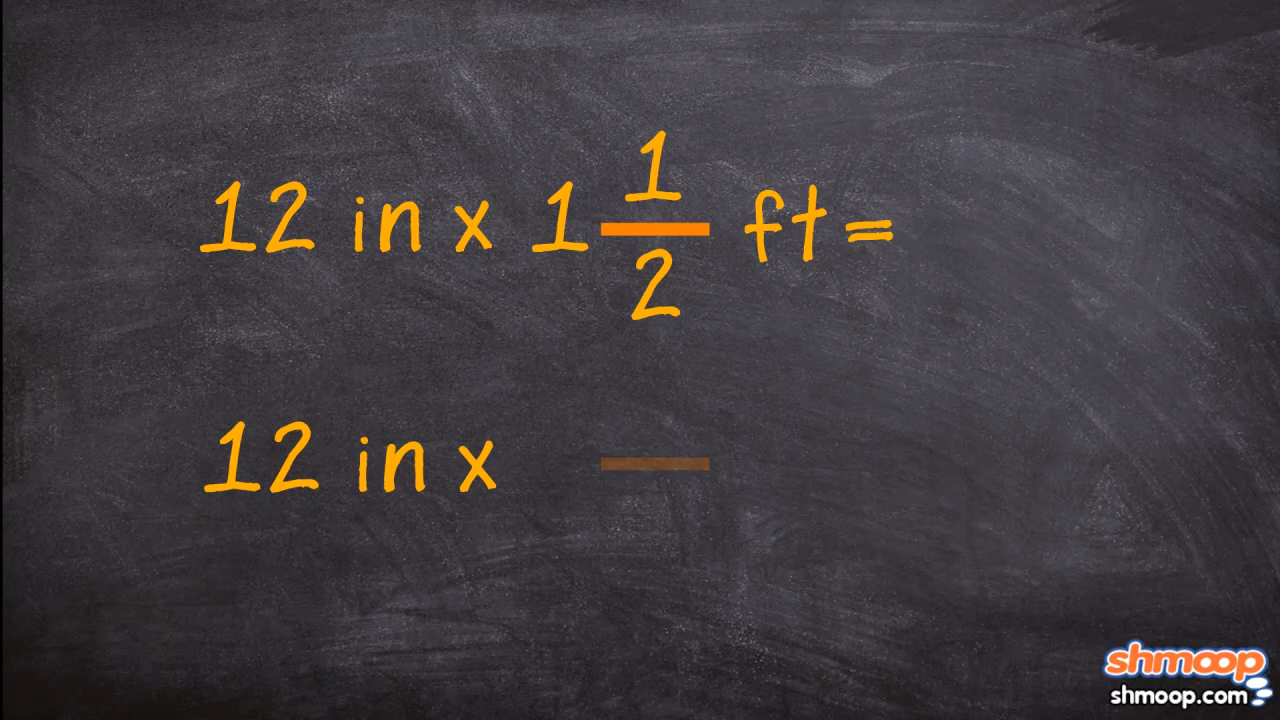 12 in x 1 1/2 ft =
12 in x
shmoop
shmoop.com